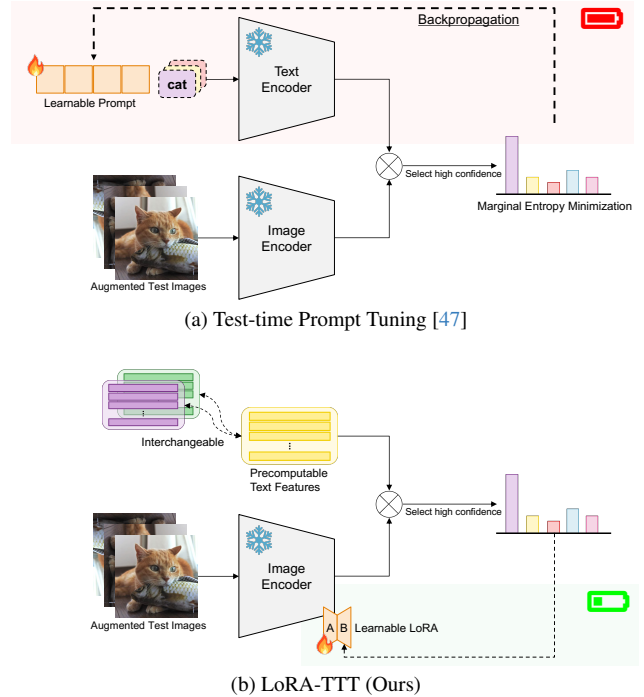 Backpropagation
Learnable Prompt
cat
Text
Encoder
Select high confidence
Image
Encoder
Augmented Test Images
Marginal Entropy Minimization
(a) Test-time Prompt Tuning [47]
Interchangeable
Precomputable
Text Features
Select high confidence
Image
Encoder
Augmented Test Images
A B
Learnable LoRA
(b) LoRA-TTT (Ours)